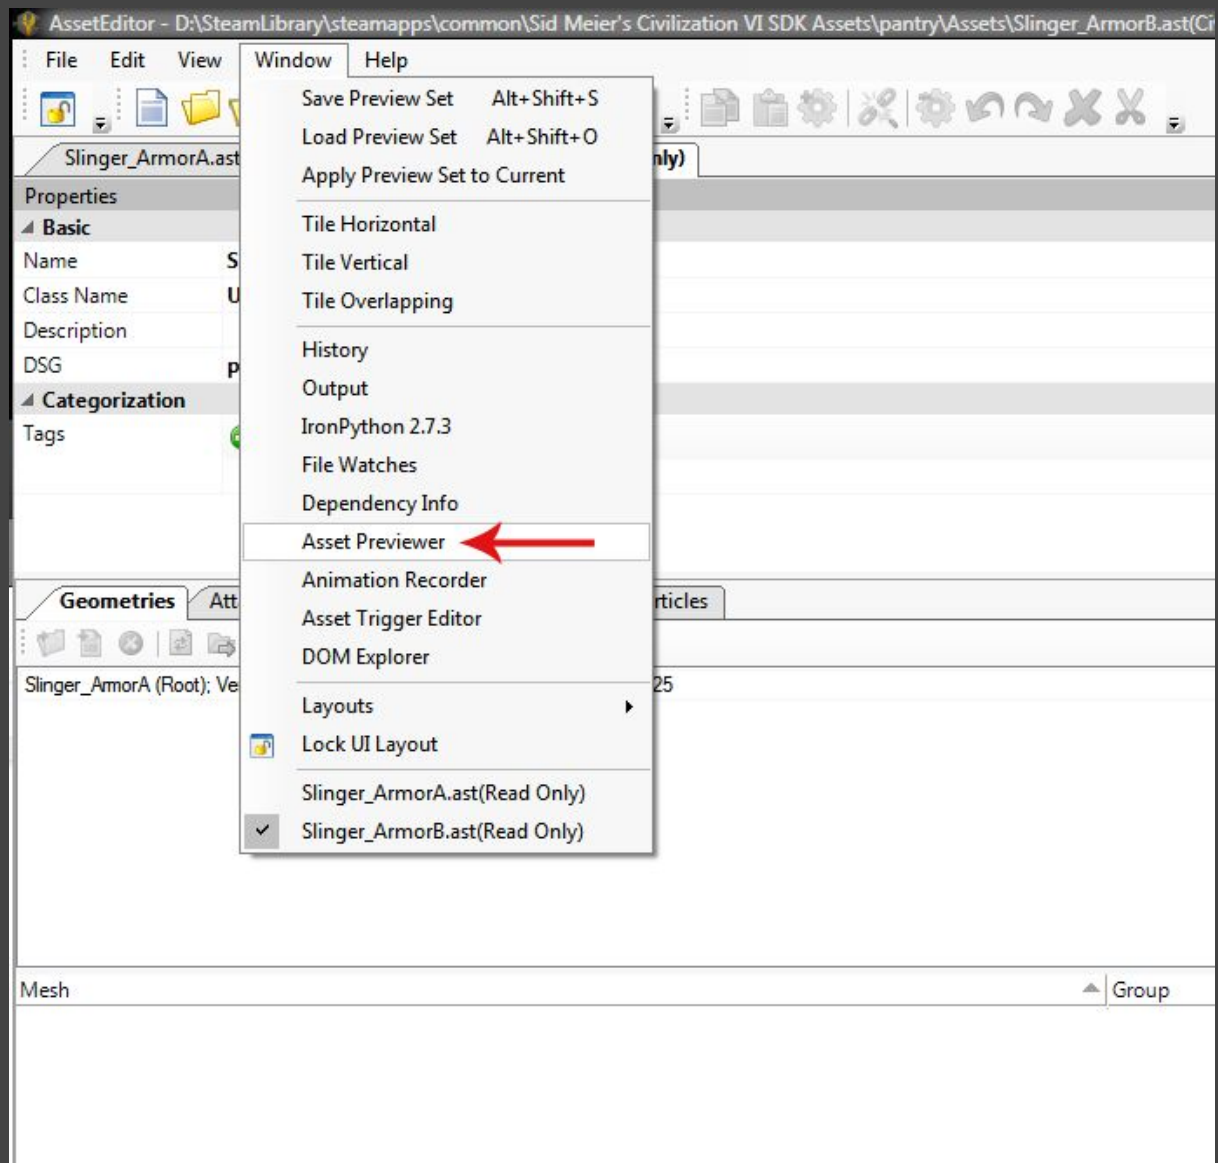 AssetEditor - D:\SteamLibrary\steamapps\common\Sid Meier's Civilization VI SDK Assets\pantry\Assets\Slinger_ArmorB.ast(Ci
File Edit View Window Help
Save Preview Set Alt+Shift+S
Load Preview Set Alt+Shift+O
Slinger_ArmorA.ast nly)
Apply Preview Set to Current
Properties
Basic
Tile Horizontal
Name S
Tile Vertical
Class Name U
Tile Overlapping
Description
History
DSG p
Output
Categorization
IronPython 2.7.3
Tags
File Watches
Dependency Info
Asset Previewer
Animation Recorder
Geometries Att rticles
Asset Trigger Editor
DOM Explorer
Slinger_ArmorA (Root); Ve 25
Layouts
Lock UI Layout
Slinger_ArmorA.ast(Read Only)
Slinger_ArmorB.ast(Read Only)
Mesh Group